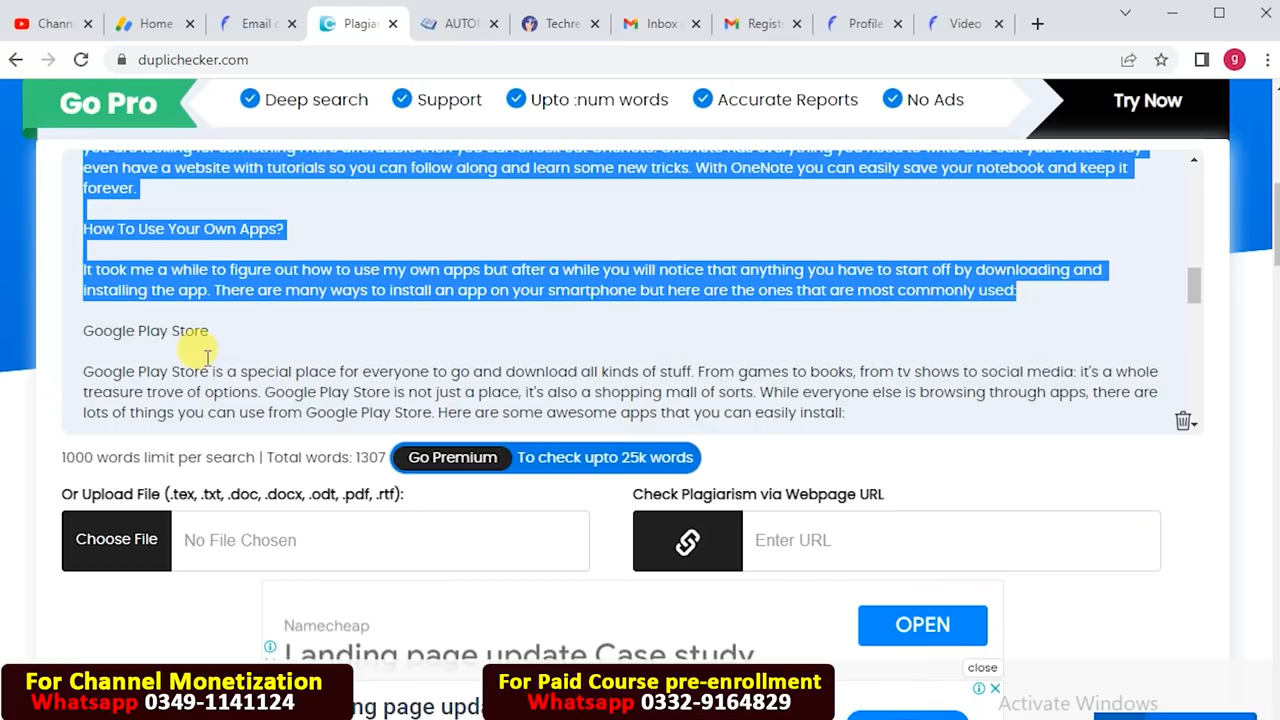 Chann
Home
Email c
Plagiar
AUTO
Techre
Inbox
Registr
Profile
Video
duplichecker.com
g
Go Pro
Deep search
Support
Upto :num words
Accurate Reports
No Ads
Try Now
even have a website with tutorials so you can follow along and learn some new tricks. With OneNote you can easily save your notebook and keep it
forever.
How To Use Your Own Apps?
It took me a while to figure out how to use my own apps but after a while you will notice that anything you have to start off by downloading and
installing the app. There are many ways to install an app on your smartphone but here are the ones that are most commonly used:
Google Play Store
Google Play Store is a special place for everyone to go and download all kinds of stuff. From games to books, from tv shows to social media: it's a whole
treasure trove of options. Google Play Store is not just a place, it's also a shopping mall of sorts. While everyone else is browsing through apps, there are
lots of things you can use from Google Play Store. Here are some awesome apps that you can easily install:
1000 words limit per search | Total words: 1307
Go Premium To check upto 25k words
Or Upload File (.tex, .txt, .doc, .docx, .odt, .pdf, .rtf):
Check Plagiarism via Webpage URL
Choose File
No File Chosen
Enter URL
Namecheap
OPEN
Landing page update Case study
close
For Channel Monetization
Whatsapp 0349-1141124
For Paid Course pre-enrollment
Whatsapp 0332-9164829
Activate Windows